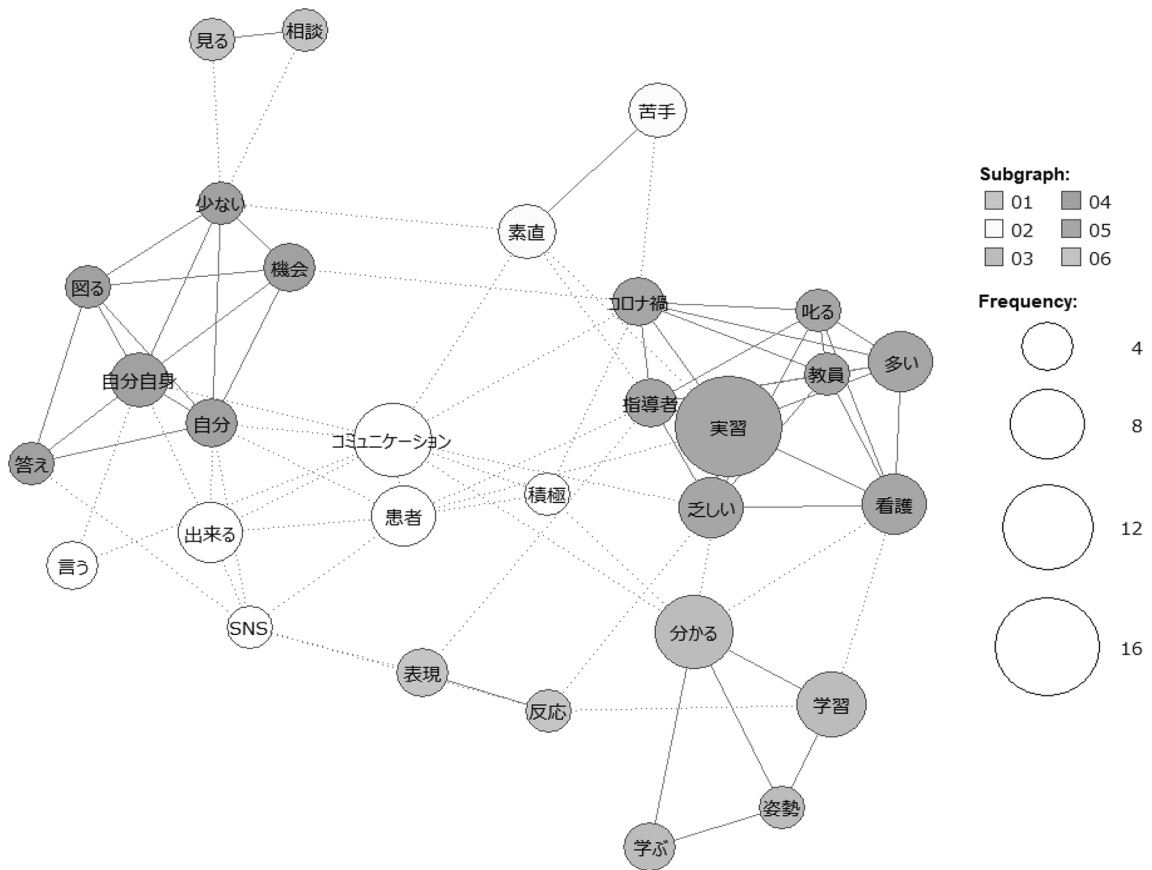 見る
相談
苦手
少ない
素直
機会
図る
コロナ禍
叱る
多い
教員
自分自身
指導者
自分
実習
コミュニケーション
答え
積極
患者
乏しい
看護
出来る
言う
SNS
分かる
表現
反応
学習
姿勢
学ぶ
Subgraph:
01 04
02 05
03 06
Frequency:
4
8
12
16